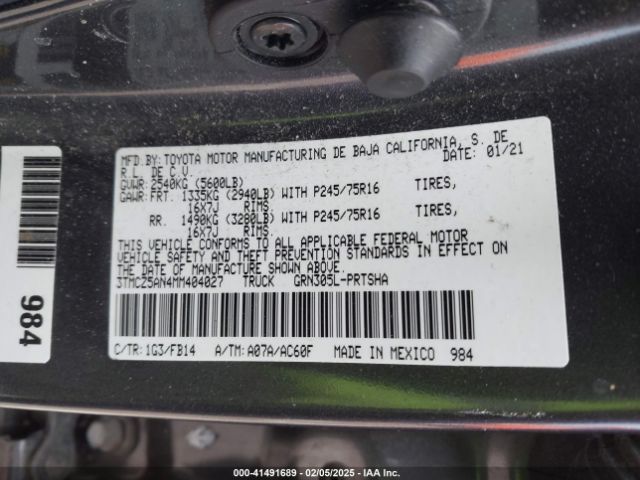 MFD.BY:TOYOTA MOTOR MANUFACTURING DE BAJA CALIFORNIA, S. DE
R.L. DE C.V. DATE: 01/21
GVWR:2540KG (5600LB)
GAWR:FRT. 1335KG (2940LB) WITH P245/75R16 TIRES,
16X7J RIMS.
RR. 1490KG (3280LB) WITH P245/75R16 TIRES,
16X7J RIMS.
THIS VEHICLE CONFORMS TO ALL APPLICABLE FEDERAL MOTOR
VEHICLE SAFETY AND THEFT PREVENTION STANDARDS IN EFFECT ON
THE DATE OF MANUFACTURE SHOWN ABOVE.
3TMCZ5AN4MM404027 TRUCK GRN305L-PRTSHA
C/TR:1G3/FB14 A/TM:A07A/AC60F MADE IN MEXICO 984
984
000-41491689 - 02/05/2025 - IAA Inc.